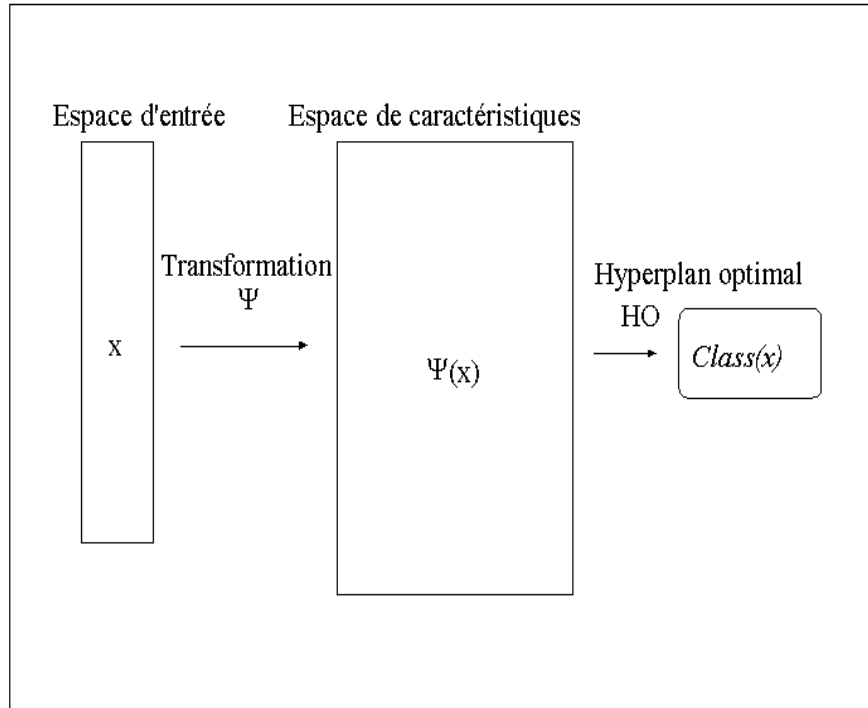 Espace d'entrée
Espace de caractéristiques
Transformation
Ψ
Hyperplan optimal
HO
x
Ψ(x)
Class(x)